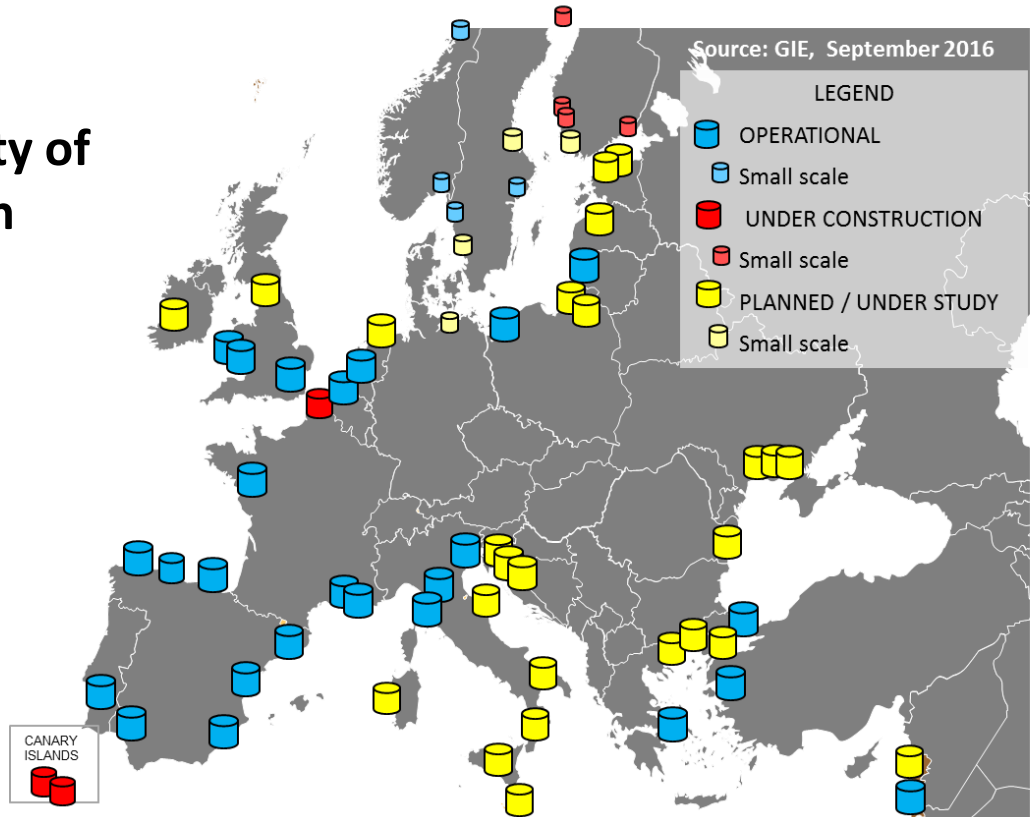 ty of
Source: GIE, September 2016
LEGEND
OPERATIONAL
Small scale
UNDER CONSTRUCTION
Small scale
PLANNED / UNDER STUDY
Small scale
CANARY
ISLANDS